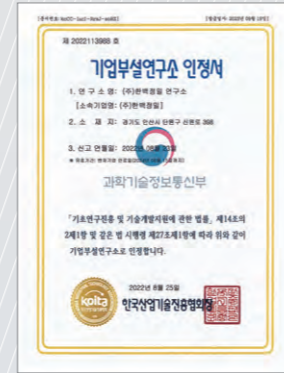 제 2022113965 호
기업부설연구소 인정서
1. 연 구 소 명: (주)한백정밀 연구소
[소속기업명: (주)한백정밀]
2. 소 재 지: 경기도 안산시 단원구
3. 신고 연월일: 2022년 08월
과학기술정보통신부
「기초연구진흥 및 기술개발지원에 관한 법률」 제14조의
2제1항 및 같은 법 시행령 제27조제1항에 따라 위와 같이
기업부설연구소로 인정합니다.
2022년 8월 25일
koita
한국산업기술진흥협회장